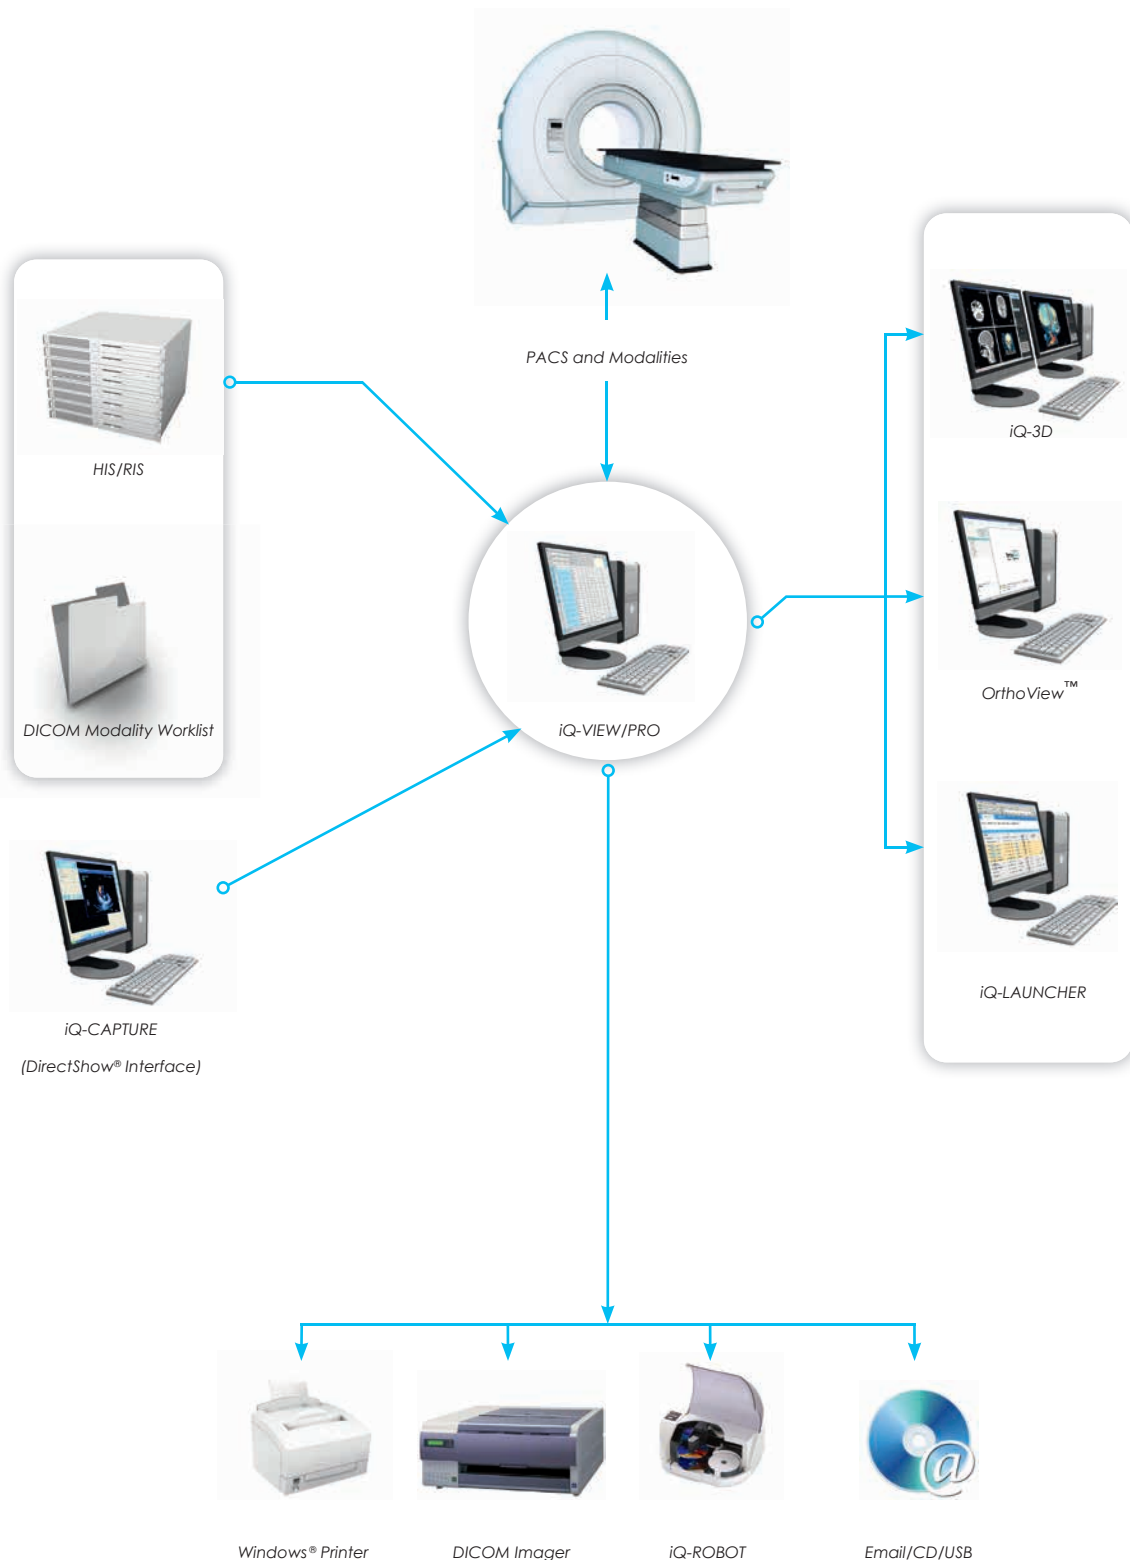 PACS and Modalities
iQ-3D
HIS/RIS
OrthoView™
DICOM Modality Worklist
iQ-VIEW/PRO
iQ-LAUNCHER
iQ-CAPTURE
(DirectShow® Interface)
Windows® Printer
DICOM Imager
iQ-ROBOT
Email/CD/USB
@